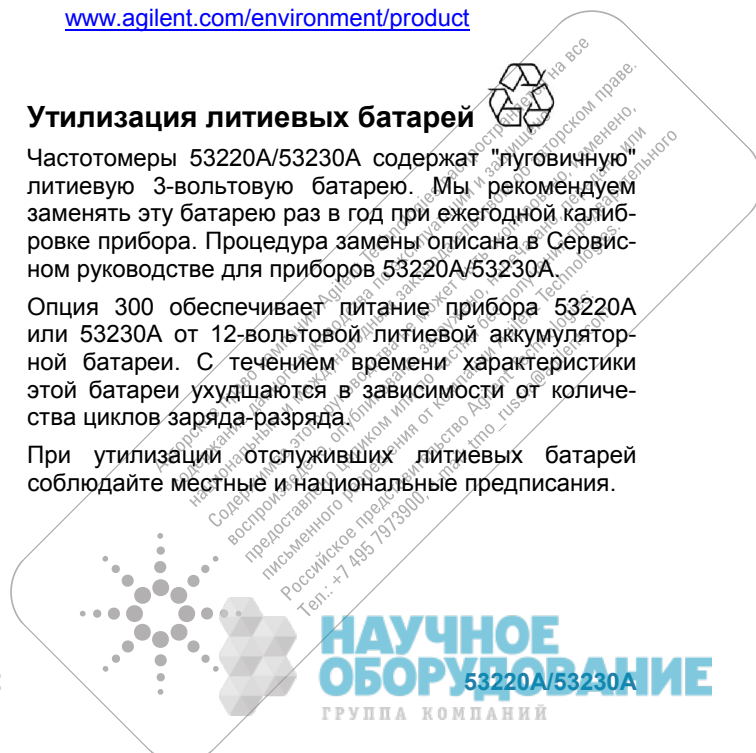 www.agilent.com/environment/product
Утилизация литиевых батарей
Частотомеры 53220A/53230A содержат "пуговичную"
литиевую 3-вольтовую батарею. Мы рекомендуем
заменять эту батарею раз в год при ежегодной калиб-
ровке прибора. Процедура замены описана в Сервис-
ном руководстве для приборов 53220A/53230A.
Опция 300 обеспечивает питание прибора 53220A
или 53230A от 12-вольтовой литиевой аккумулятор-
ной батареи. С течением времени характеристики
этой батареи ухудшаются в зависимости от количе-
ства циклов заряда-разряда.
При утилизации отслуживших литиевых батарей
соблюдайте местные и национальные предписания.
НАУЧНОЕ
ОБОРУДОВАНИЕ
53220A/53230A
ГРУППА КОМПАНИЙ